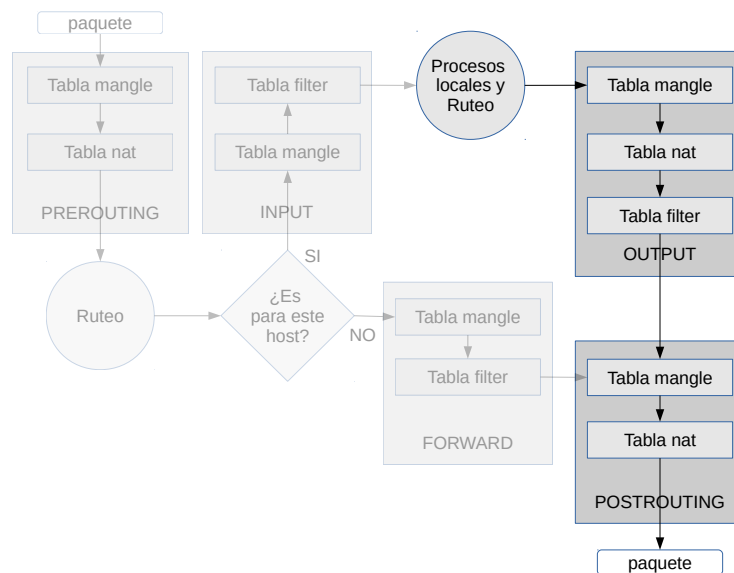 paquete
Tabla mangle
Tabla nat
PREROUTING
Ruteo
Tabla filter
Tabla mangle
INPUT
SI
¿Es
para este
host?
NO
Tabla mangle
Tabla filter
FORWARD
Procesos
locales y
Ruteo
Tabla mangle
Tabla nat
Tabla filter
OUTPUT
Tabla mangle
Tabla nat
POSTROUTING
paquete